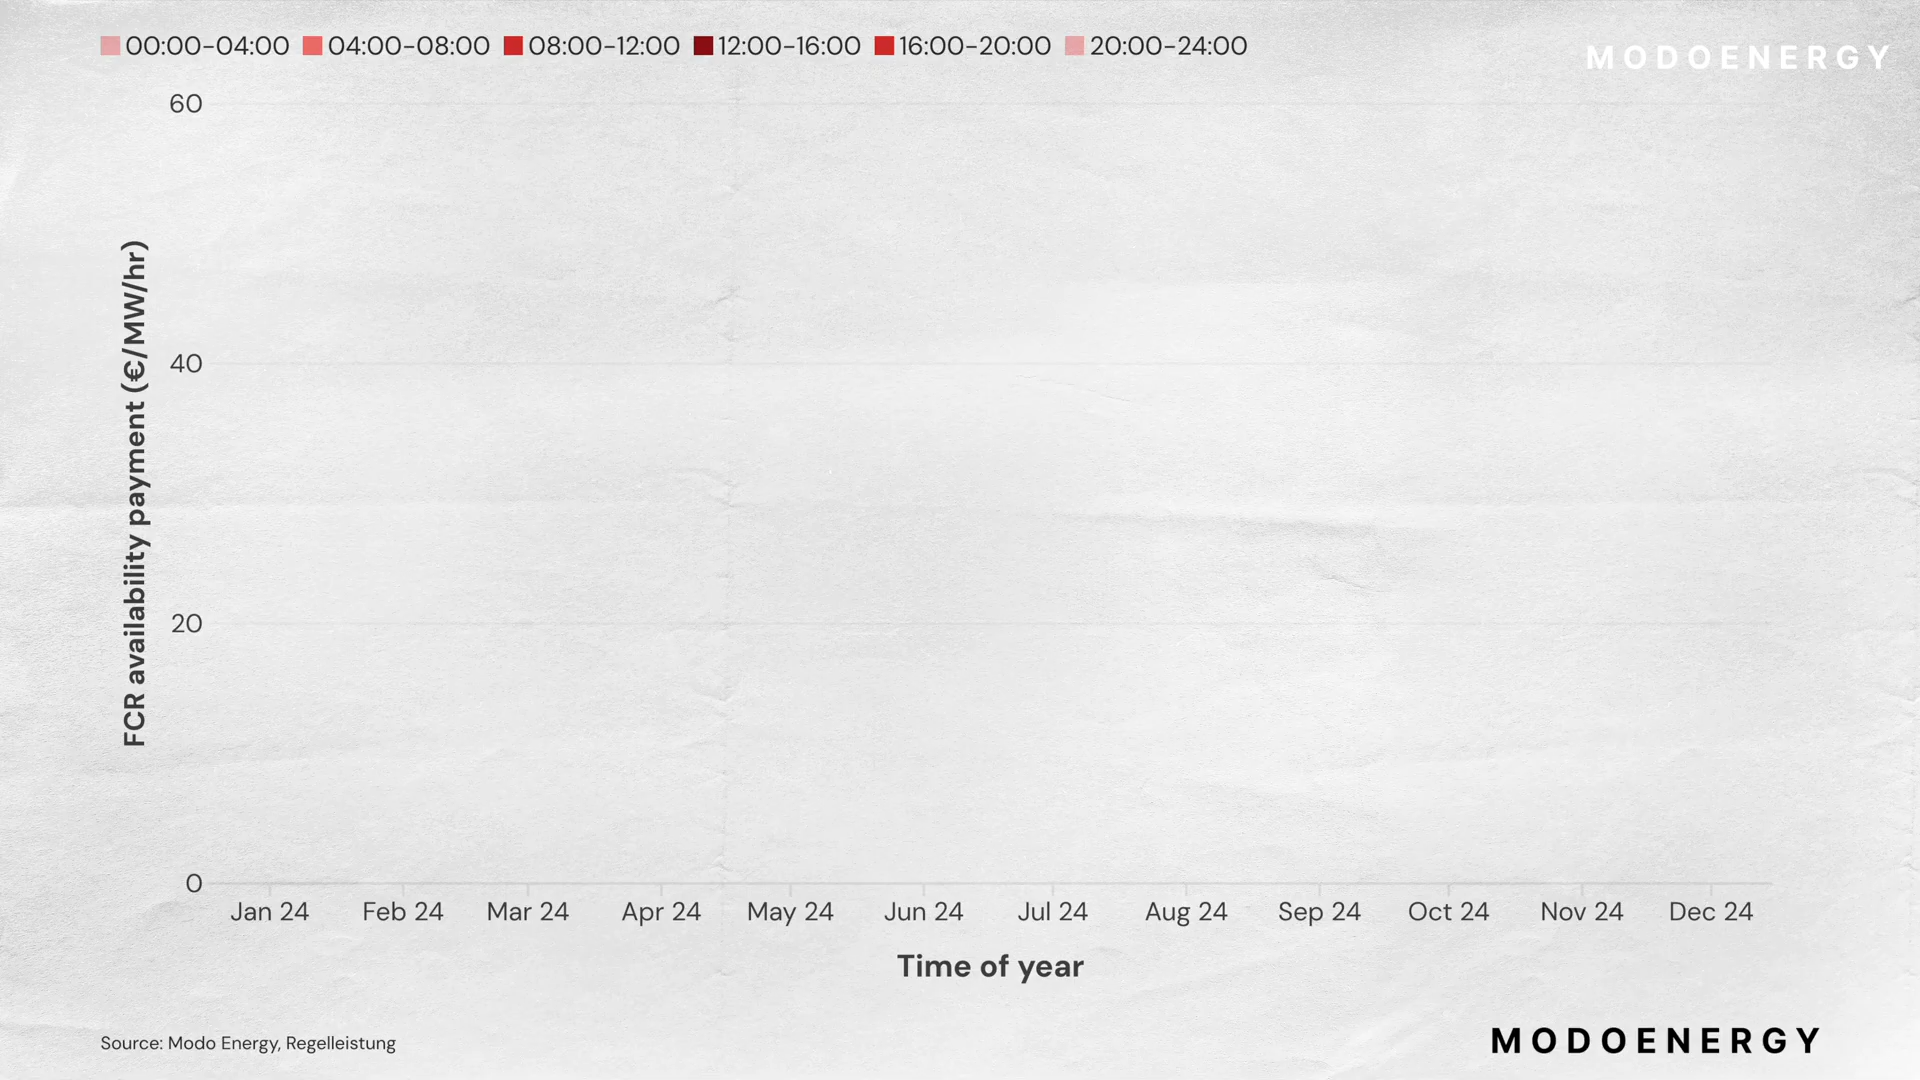 00:00-04:00 04:00-08:00 08:00-12:00 12:00-16:00 16:00-20:00 20:00-24:00
MODOENERGY
60
40
20
0
FCR availability payment (€/MW/hr)
Jan 24 Feb 24 Mar 24 Apr 24 May 24 Jun 24 Jul 24 Aug 24 Sep 24 Oct 24 Nov 24 Dec 24
Time of year
Source: Modo Energy, Regelleistung
MODOENERGY